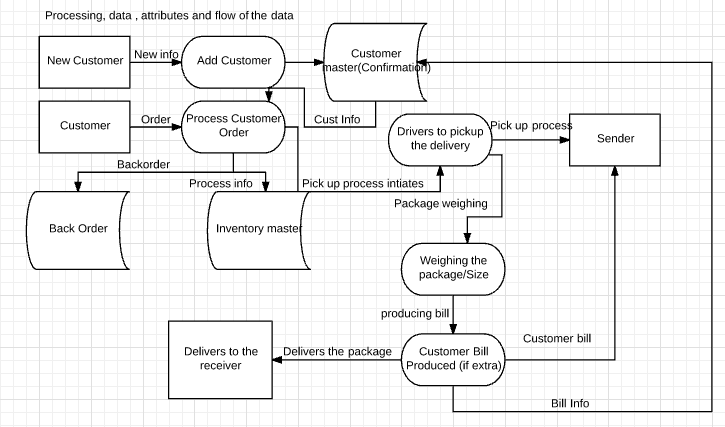 Processing, data , attributes and flow of the data
New Customer
New info
Add Customer
Customer
master(Confirmation)
Customer
Order
Process Customer
Order
Cust Info
Drivers to pickup
the delivery
Pick up process
Sender
Backorder
Process info
Pick up process intiates
Package weighing
Back Order
Inventory master
Weighing the
package/Size
producing bill
Customer bill
Delivers to the
receiver
Delivers the package
Customer Bill
Produced (if extra)
Bill Info